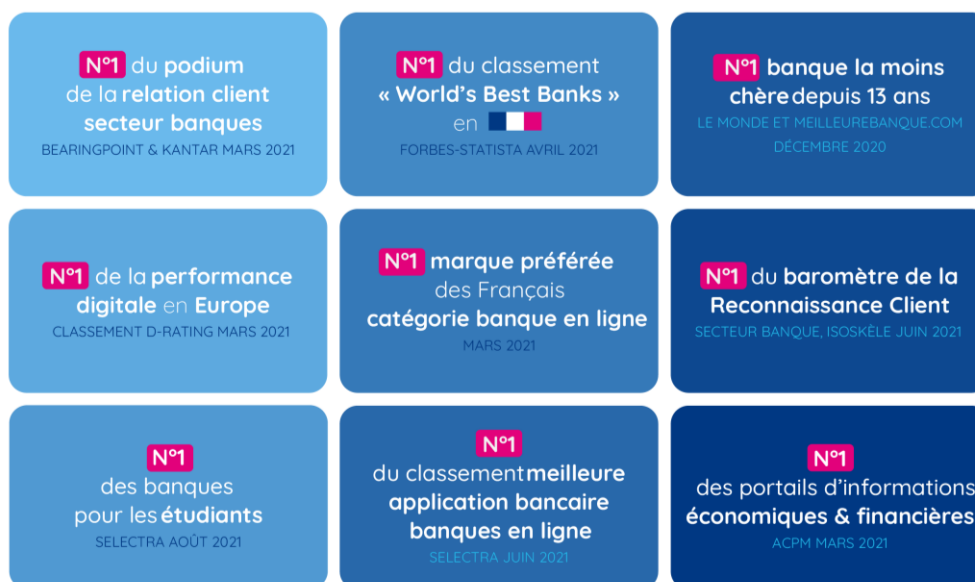 N°1 du podium
de la relation client
secteur banques
BEARINGPOINT & KANTAR MARS 2021
N°1 du classement
« World's Best Banks »
en
FORBES-STATISTA AVRIL 2021
N°1 banque la moins
chère depuis 13 ans
LE MONDE ET MEILLEUREBANQUE.COM
DÉCEMBRE 2020
N°1 de la performance
digitale en Europe
CLASSEMENT D-RATING MARS 2021
N°1 marque préférée
des Français
catégorie banque en ligne
MARS 2021
N°1 du baromètre de la
Reconnaissance Client
SECTEUR BANQUE, ISOSKÈLE JUIN 2021
N°1
des banques
pour les étudiants
SELECTRA AOÛT 2021
N°1
du classement meilleure
application bancaire
banques en ligne
SELECTRA JUIN 2021
N°1
des portails d'informations
économiques & financières
ACPM MARS 2021